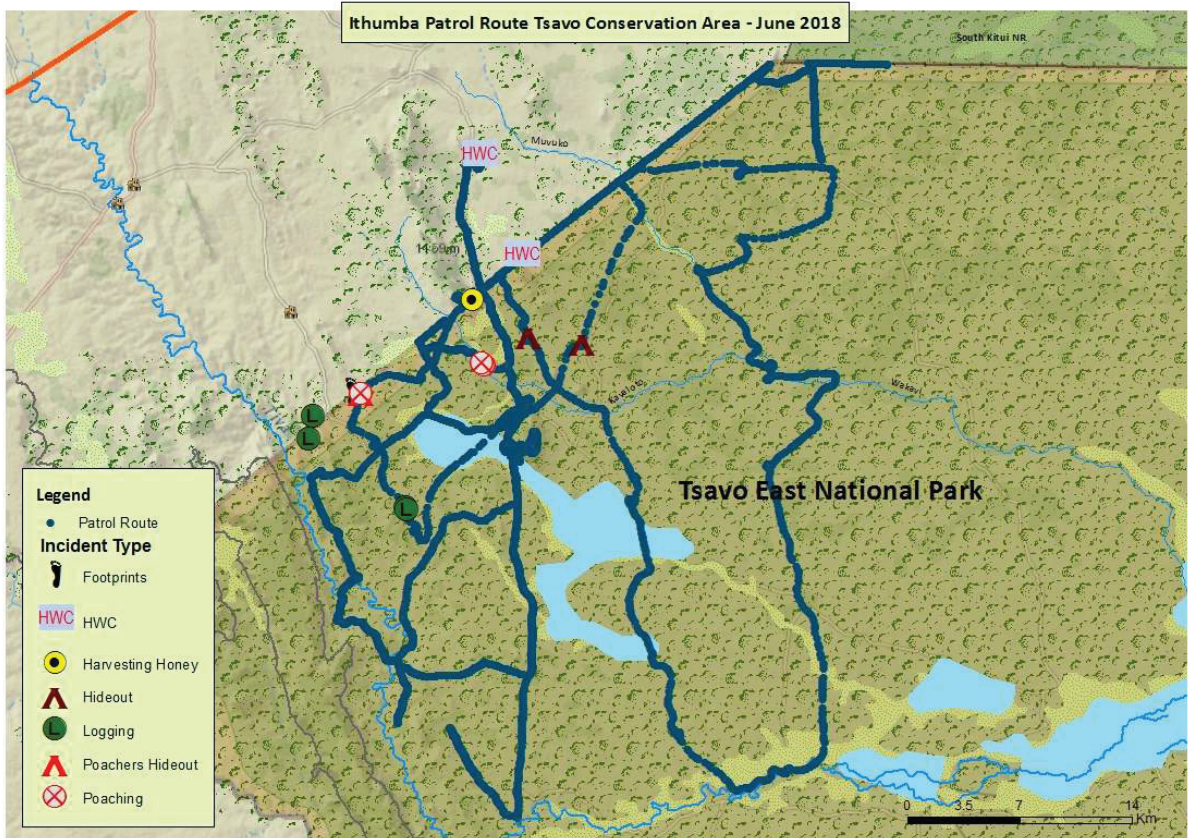 Ithumba Patrol Route Tsavo Conservation Area - June 2018
South Kitui NR
Muvuko
HWC
HWC
Wakavi
L
L
Tsavo East National Park
L
Legend
Patrol Route
Incident Type
Footprints
HWC HWC
Harvesting Honey
Hideout
L Logging
Poachers Hideout
Poaching
0 3.5 7 14
Km